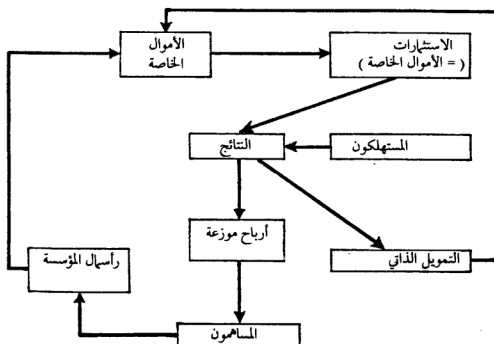 الأموال
الخاصة
الاستثمارات
( = الأموال الخاصة )
النتائج
المستهلكون
أرباح موزعة
رأسمال المؤسسة
التمويل الذاتي
المساهمون